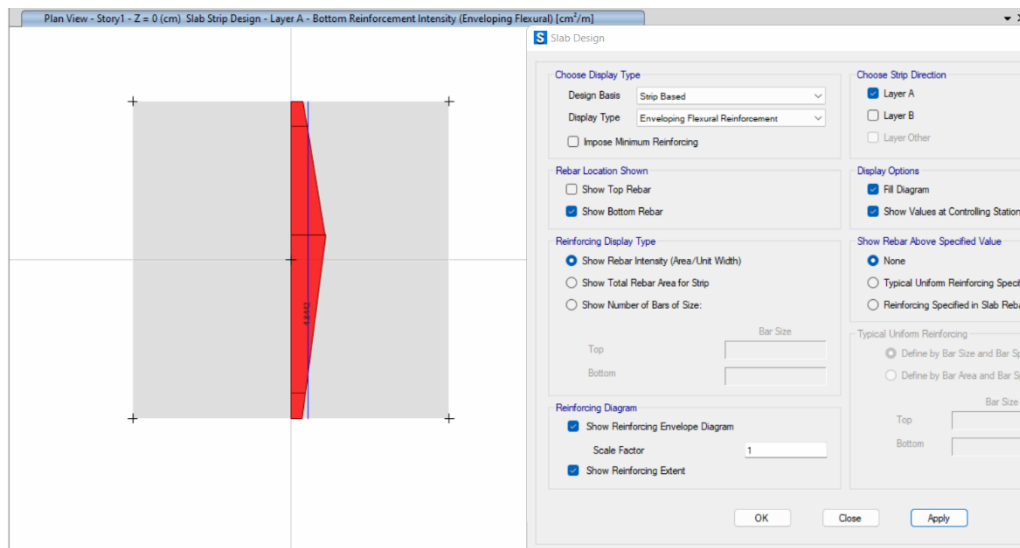 Plan View - Story1 - Z = 0 (cm) Slab Strip Design - Layer A - Bottom Reinforcement Intensity (Enveloping Flexural) [cm²/m]
S Slab Design
Choose Display Type
Design Basis Strip Based
Display Type Enveloping Flexural Reinforcement
Impose Minimum Reinforcing
Rebar Location Shown
Show Top Rebar
Show Bottom Rebar
Reinforcing Display Type
Show Rebar Intensity (Area/Unit Width)
Show Total Rebar Area for Strip
Show Number of Bars of Size:
Bar Size
Top
Bottom
Reinforcing Diagram
Show Reinforcing Envelope Diagram
Scale Factor 1
Show Reinforcing Extent
Choose Strip Direction
Layer A
Layer B
Layer Other
Display Options
Fill Diagram
Show Values at Controlling Station
Show Rebar Above Specified Value
None
Typical Uniform Reinforcing Specif
Reinforcing Specified in Slab Reba
Typical Uniform Reinforcing
Define by Bar Size and Bar Sp
Define by Bar Area and Bar S
Bar Size
Top
Bottom
OK Close Apply